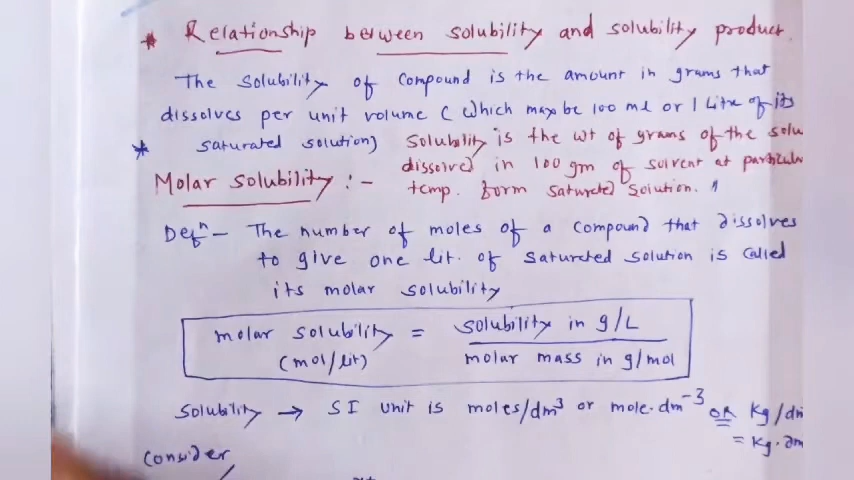 * Relationship between solubility and solubility product
The solubility of compound is the amount in grams that
dissolves per unit volume ( which may be 100 ml or 1 Litre of its
saturated solution)
* Solubility is the wt of grams of the solu
dissolved in 100 gm of solvent at particular
temp. form saturated solution.
Molar solubility :-
Defⁿ - The number of moles of a compound that dissolves
to give one lit. of saturated solution is called
its molar solubility
molar solubility (mol/lit) = solubility in g/L
molar mass in g/mol
Solubility → SI unit is moles/dm³ or mole·dm⁻³ OR Kg/dm
= Kg·dm
Consider